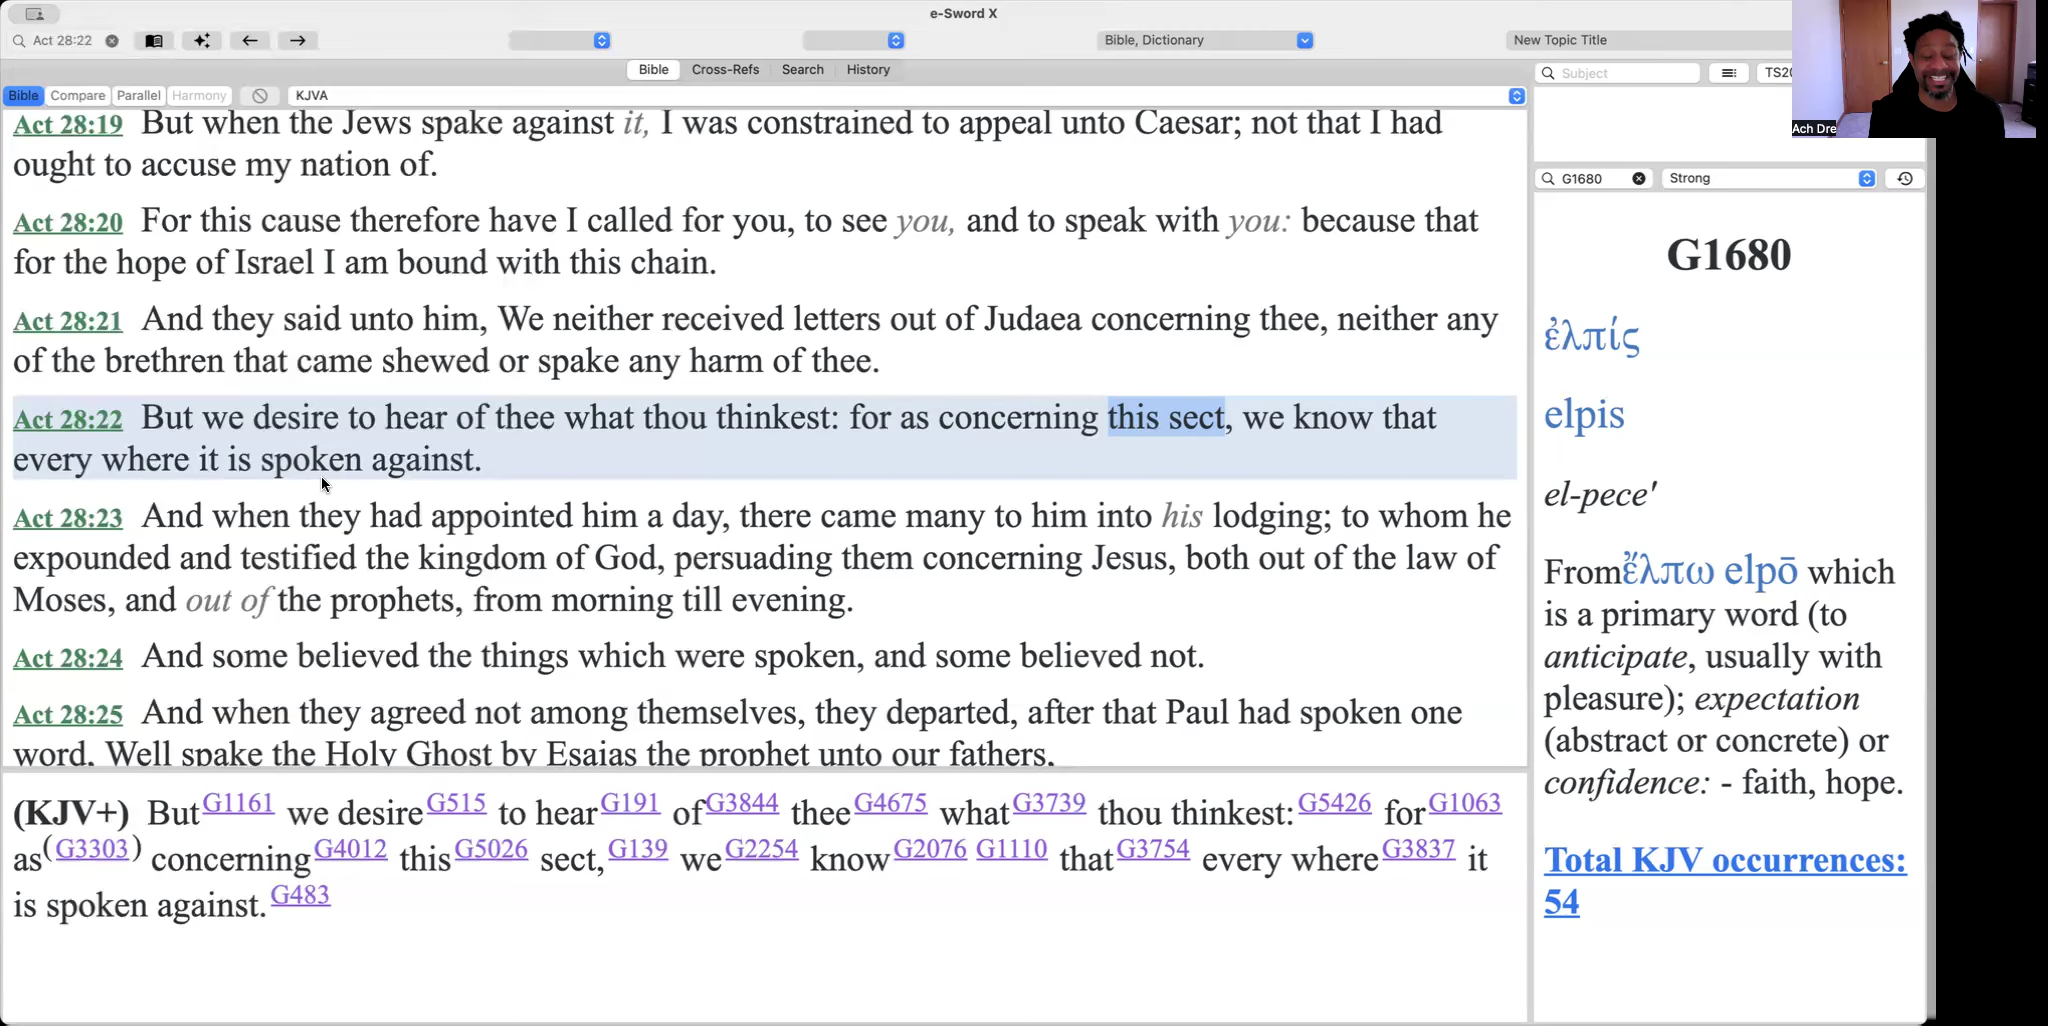 e-Sword X
Act 28:22
Bible, Dictionary
New Topic Title
Bible Cross-Refs Search History
Subject
Bible Compare Parallel Harmony KJVA
Ach Dre
Act 28:19 But when the Jews spake against it, I was constrained to appeal unto Caesar; not that I had
ought to accuse my nation of.
Act 28:20 For this cause therefore have I called for you, to see you, and to speak with you: because that
for the hope of Israel I am bound with this chain.
Act 28:21 And they said unto him, We neither received letters out of Judaea concerning thee, neither any
of the brethren that came shewed or spake any harm of thee.
Act 28:22 But we desire to hear of thee what thou thinkest: for as concerning this sect, we know that
every where it is spoken against.
Act 28:23 And when they had appointed him a day, there came many to him into his lodging; to whom he
expounded and testified the kingdom of God, persuading them concerning Jesus, both out of the law of
Moses, and out of the prophets, from morning till evening.
Act 28:24 And some believed the things which were spoken, and some believed not.
Act 28:25 And when they agreed not among themselves, they departed, after that Paul had spoken one
word, Well spake the Holy Ghost by Esaias the prophet unto our fathers,
(KJV+) But G1161 we desire G515 to hear G191 of G3844 thee G4675 what G3739 thou thinkest: G5426 for G1063
as (G3303) concerning G4012 this G5026 sect, G139 we G2254 know G2076 G1110 that G3754 every where G3837 it
is spoken against. G483
G1680 Strong
G1680
ἐλπίς
elpis
el-pece'
From ἔλπω elpō which
is a primary word (to
anticipate, usually with
pleasure); expectation
(abstract or concrete) or
confidence: - faith, hope.
Total KJV occurrences:
54